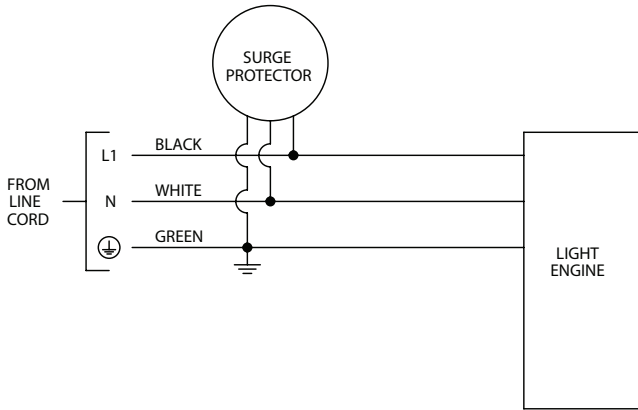 SURGE
PROTECTOR
L1
BLACK
FROM
LINE
CORD
N
WHITE
GREEN
LIGHT
ENGINE